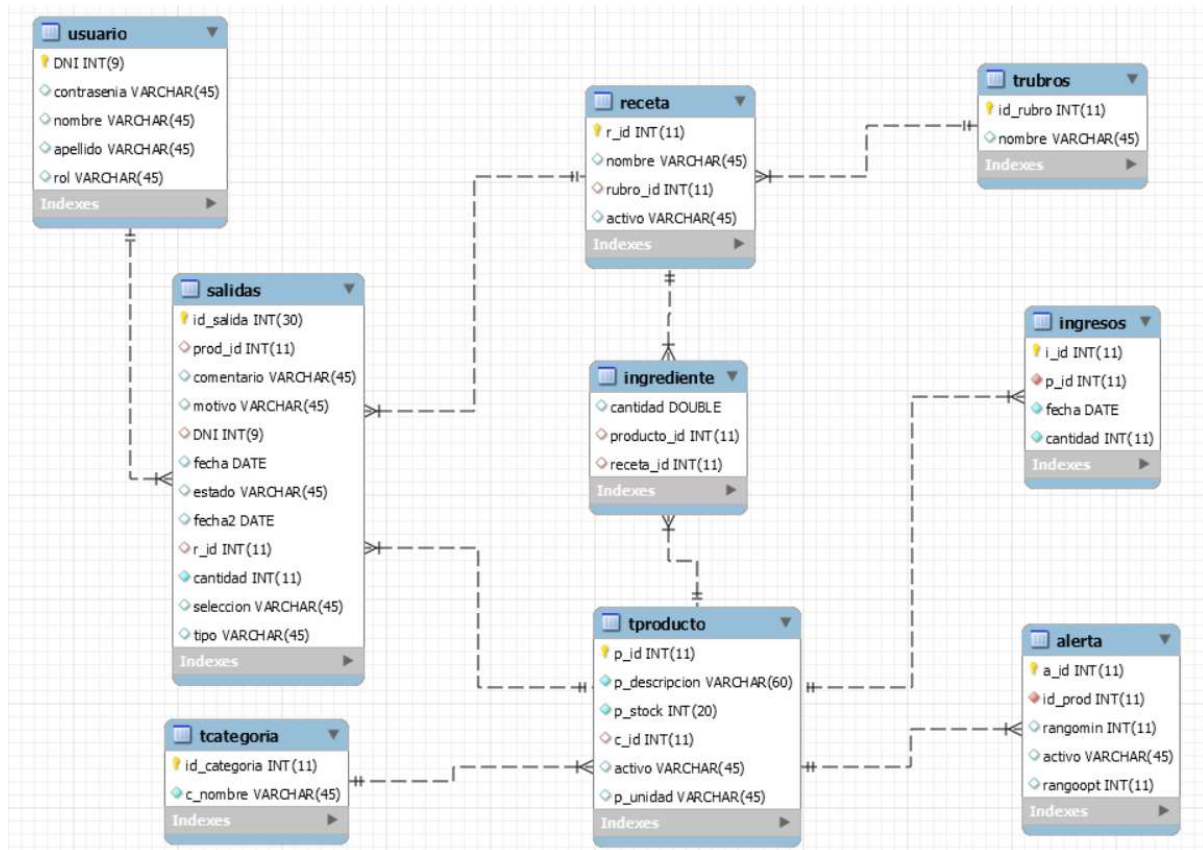 usuario
DNI INT(9)
contrasenia VARCHAR(45)
nombre VARCHAR(45)
apellido VARCHAR(45)
rol VARCHAR(45)
Indexes
receta
r_id INT(11)
nombre VARCHAR(45)
rubro_id INT(11)
activo VARCHAR(45)
Indexes
trubros
id_rubro INT(11)
nombre VARCHAR(45)
Indexes
salidas
id_salida INT(30)
prod_id INT(11)
comentario VARCHAR(45)
motivo VARCHAR(45)
DNI INT(9)
fecha DATE
estado VARCHAR(45)
fecha2 DATE
r_id INT(11)
cantidad INT(11)
seleccion VARCHAR(45)
tipo VARCHAR(45)
Indexes
ingrediente
cantidad DOUBLE
producto_id INT(11)
receta_id INT(11)
Indexes
ingresos
i_id INT(11)
p_id INT(11)
fecha DATE
cantidad INT(11)
Indexes
tcategoria
id_categoria INT(11)
c_nombre VARCHAR(45)
Indexes
tproducto
p_id INT(11)
p_descripcion VARCHAR(60)
p_stock INT(20)
c_id INT(11)
activo VARCHAR(45)
p_unidad VARCHAR(45)
Indexes
alerta
a_id INT(11)
id_prod INT(11)
rangomin INT(11)
activo VARCHAR(45)
rangoopt INT(11)
Indexes